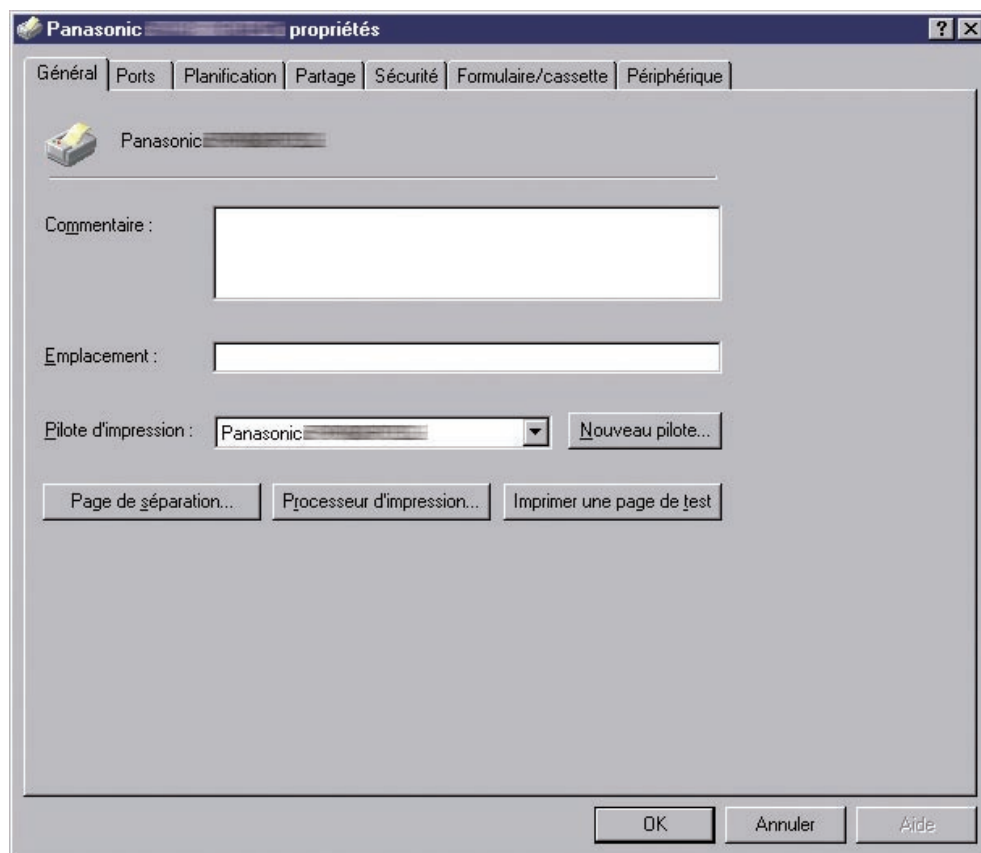 Panasonic propriétés
Général Ports Planification Partage Sécurité Formulaire/cassette Périphérique
Panasonic
Commentaire :
Emplacement :
Pilote d'impression : Panasonic Nouveau pilote...
Page de séparation... Processeur d'impression... Imprimer une page de test
OK Annuler Aide